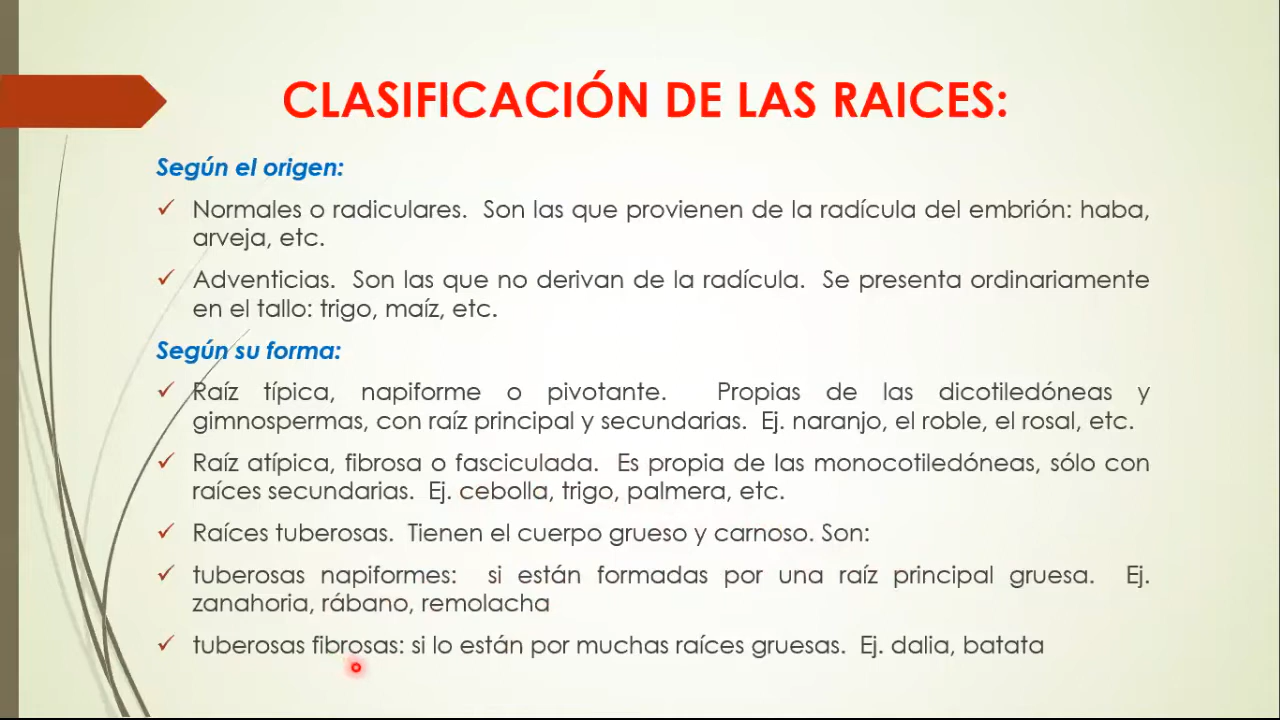 CLASIFICACIÓN DE LAS RAICES:
Según el origen:
✓ Normales o radiculares. Son las que provienen de la radícula del embrión: haba,
arveja, etc.
✓ Adventicias. Son las que no derivan de la radícula. Se presenta ordinariamente
en el tallo: trigo, maíz, etc.
Según su forma:
✓ Raíz típica, napiforme o pivotante. Propias de las dicotiledóneas y
gimnospermas, con raíz principal y secundarias. Ej. naranjo, el roble, el rosal, etc.
✓ Raíz atípica, fibrosa o fasciculada. Es propia de las monocotiledóneas, sólo con
raíces secundarias. Ej. cebolla, trigo, palmera, etc.
✓ Raíces tuberosas. Tienen el cuerpo grueso y carnoso. Son:
✓ tuberosas napiformes: si están formadas por una raíz principal gruesa. Ej.
zanahoria, rábano, remolacha
✓ tuberosas fibrosas: si lo están por muchas raíces gruesas. Ej. dalia, batata